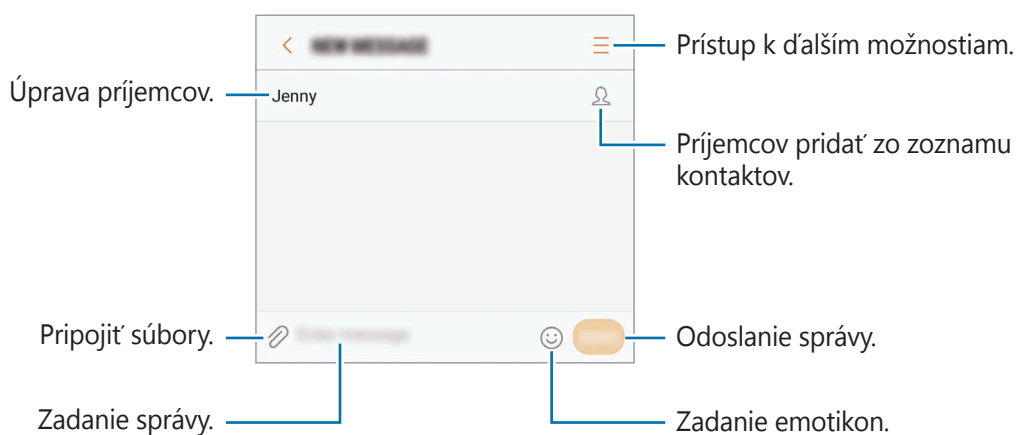 Prístup k ďalším možnostiam.
Úprava príjemcov.
Jenny
Príjemcov pridať zo zoznamu
kontaktov.
Pripojiť súbory.
Odoslanie správy.
Zadanie správy.
Zadanie emotikon.